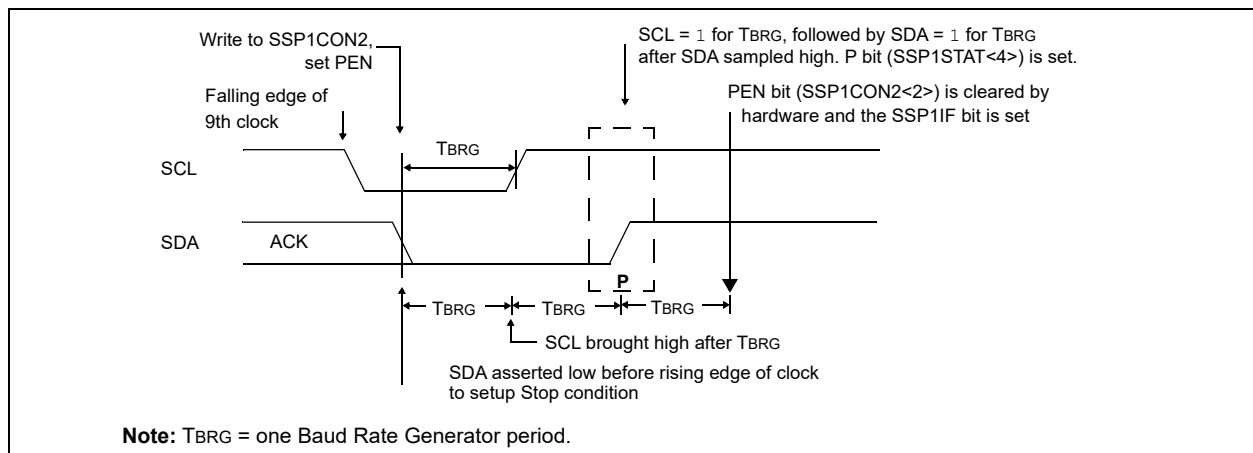 Write to SSP1CON2,
set PEN
SCL = 1 for TBRG, followed by SDA = 1 for TBRG
after SDA sampled high. P bit (SSP1STAT<4>) is set.
Falling edge of
9th clock
PEN bit (SSP1CON2<2>) is cleared by
hardware and the SSP1IF bit is set
TBRG
SCL
SDA
ACK
P
TBRG
TBRG
TBRG
SCL brought high after TBRG
SDA asserted low before rising edge of clock
to setup Stop condition
Note: TBRG = one Baud Rate Generator period.